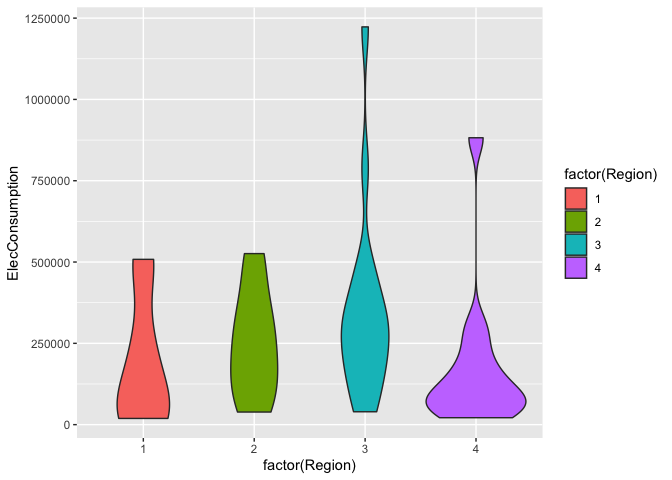 1250000
1000000
750000
500000
250000
0
ElecConsumption
1 2 3 4
factor(Region)
factor(Region)
1
2
3
4